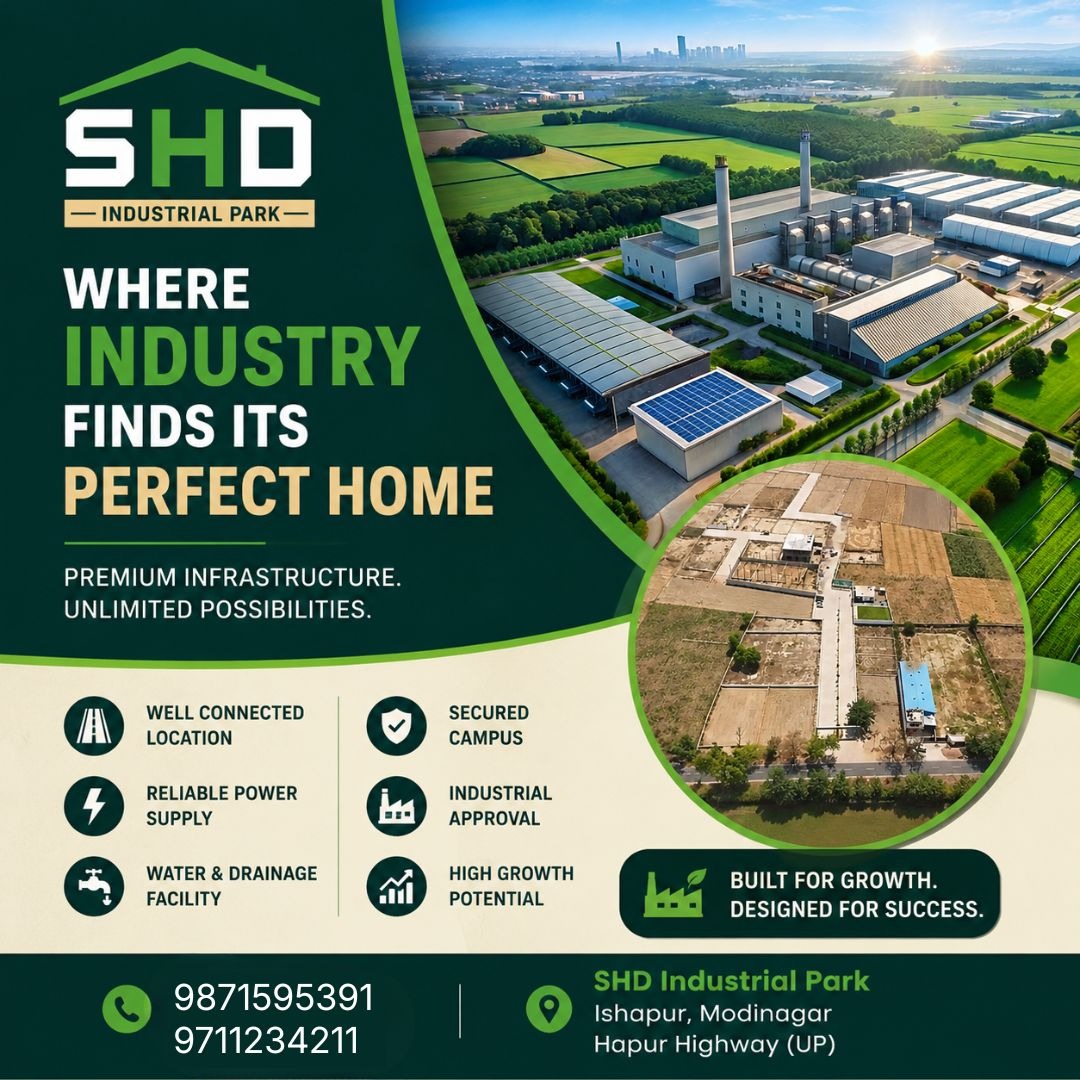 SHD
INDUSTRIAL PARK
WHERE
INDUSTRY
FINDS ITS
PERFECT HOME
PREMIUM INFRASTRUCTURE.
UNLIMITED POSSIBILITIES.
WELL CONNECTED
LOCATION
RELIABLE POWER
SUPPLY
WATER & DRAINAGE
FACILITY
SECURED
CAMPUS
INDUSTRIAL
APPROVAL
HIGH GROWTH
POTENTIAL
BUILT FOR GROWTH.
DESIGNED FOR SUCCESS.
9871595391
9711234211
SHD Industrial Park
Ishapur, Modinagar
Hapur Highway (UP)